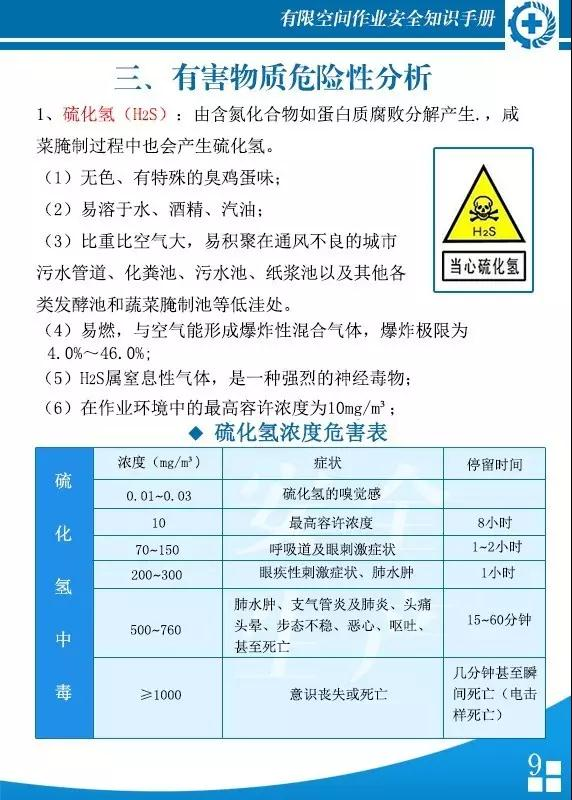 有限空间作业安全知识手册
三、有害物质危险性分析
1、硫化氢（H2S）：由含氮化合物如蛋白质腐败分解产生.，咸
菜腌制过程中也会产生硫化氢。
（1）无色、有特殊的臭鸡蛋味；
（2）易溶于水、酒精、汽油；
（3）比重比空气大，易积聚在通风不良的城市
污水管道、化粪池、污水池、纸浆池以及其他各
类发酵池和蔬菜腌制池等低洼处。
H2S
当心硫化氢
（4）易燃，与空气能形成爆炸性混合气体，爆炸极限为
4.0%～46.0%；
（5）H2S属窒息性气体，是一种强烈的神经毒物；
（6）在作业环境中的最高容许浓度为10mg/m³；
◆ 硫化氢浓度危害表
硫化氢中毒
浓度（mg/m³） 症状 停留时间
0.01~0.03 硫化氢的嗅觉感
10 最高容许浓度 8小时
70~150 呼吸道及眼刺激症状 1~2小时
200~300 眼疾性刺激症状、肺水肿 1小时
500~760 肺水肿、支气管炎及肺炎、头痛 15~60分钟
头晕、步态不稳、恶心、呕吐、
甚至死亡
≥1000 意识丧失或死亡 几分钟甚至瞬
间死亡（电击
样死亡）
安全
生产
9